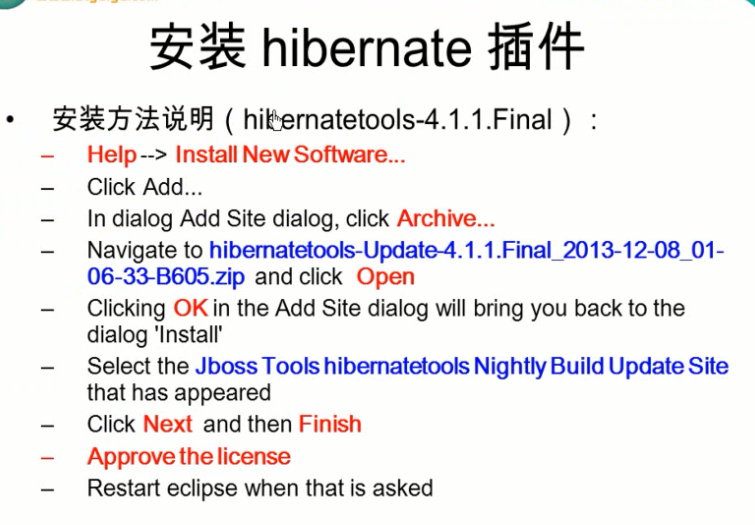 安装 hibernate 插件
• 安装方法说明（hibernatetools-4.1.1.Final）：
– Help --> Install New Software...
– Click Add...
– In dialog Add Site dialog, click Archive...
– Navigate to hibernatetools-Update-4.1.1.Final_2013-12-08_01-
06-33-B605.zip and click Open
– Clicking OK in the Add Site dialog will bring you back to the
dialog 'Install'
– Select the Jboss Tools hibernatetools Nightly Build Update Site
that has appeared
– Click Next and then Finish
– Approve the license
– Restart eclipse when that is asked